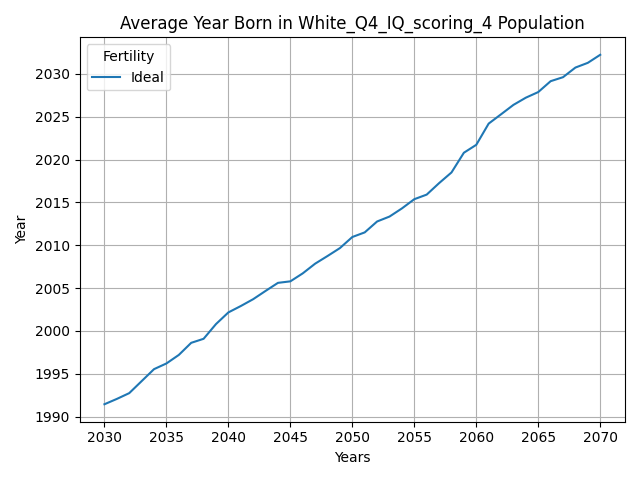 Average Year Born in White_Q4_IQ_scoring_4 Population
Fertility
Ideal
Year
2030
2025
2020
2015
2010
2005
2000
1995
1990
2030 2035 2040 2045 2050 2055 2060 2065 2070
Years